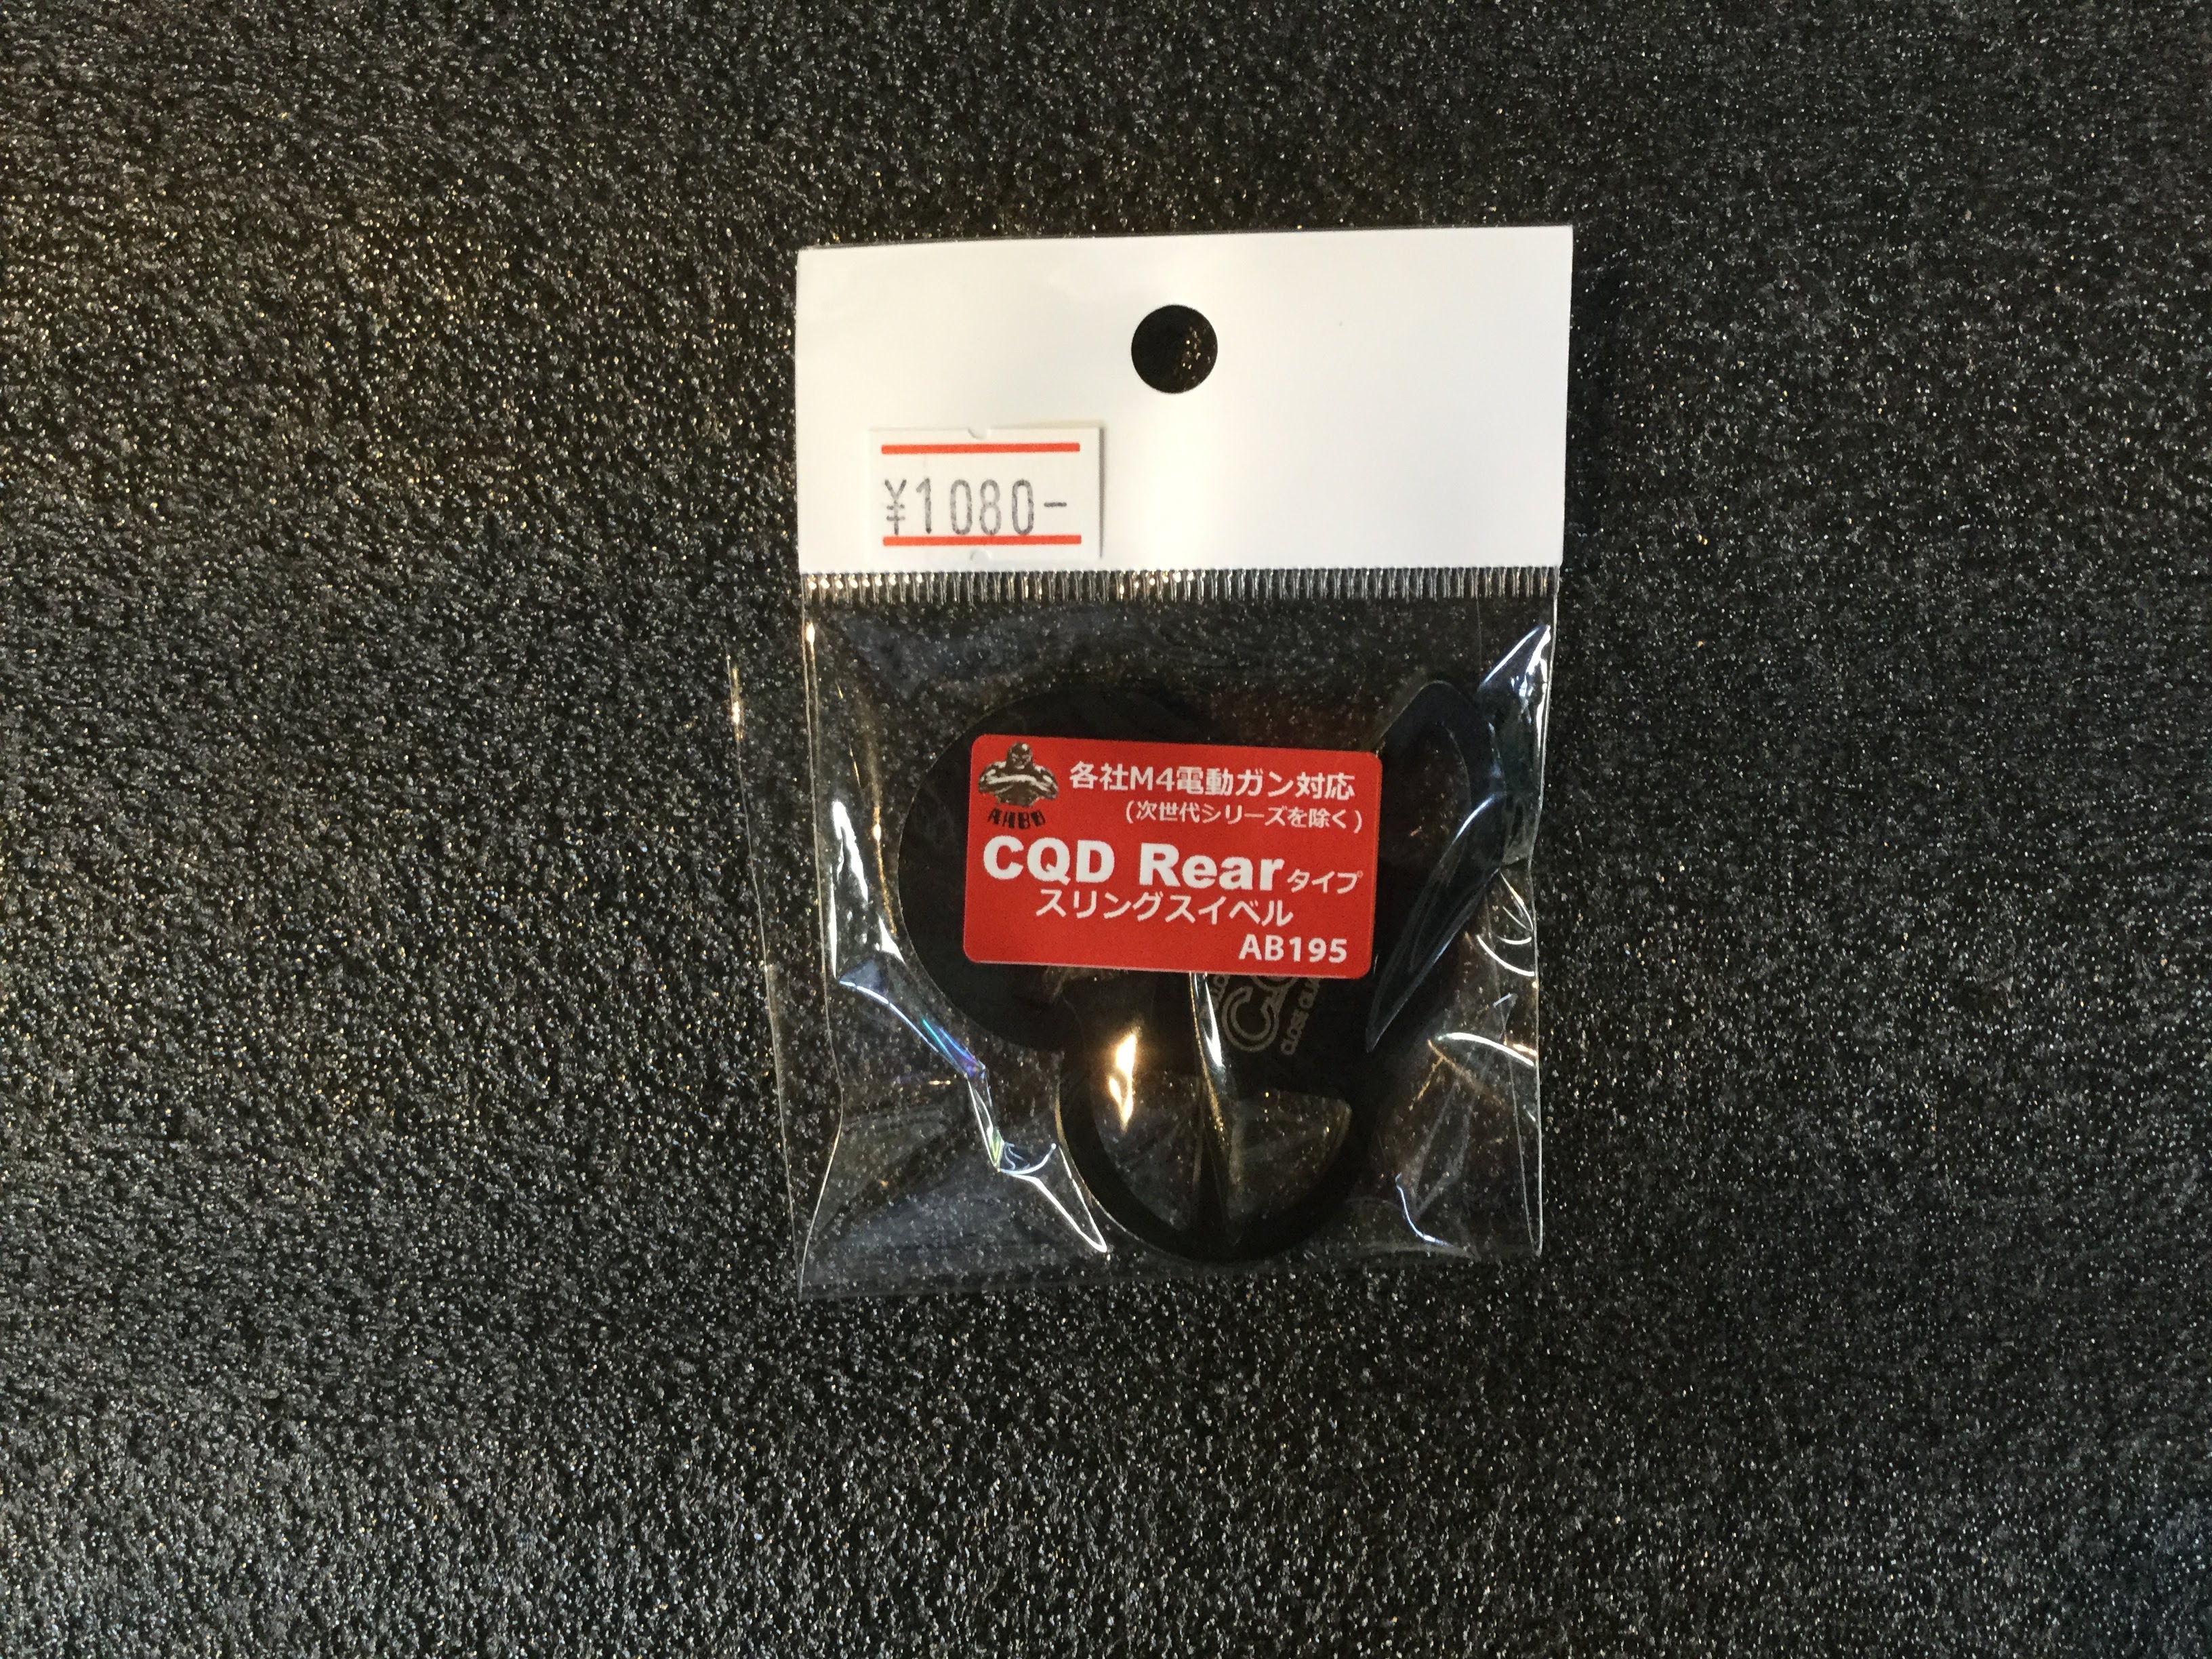 ¥1080-
各社M4電動ガン対応
(次世代シリーズを除く)
AABB
CQD Rearタイプ
スリングスイベル
AB195